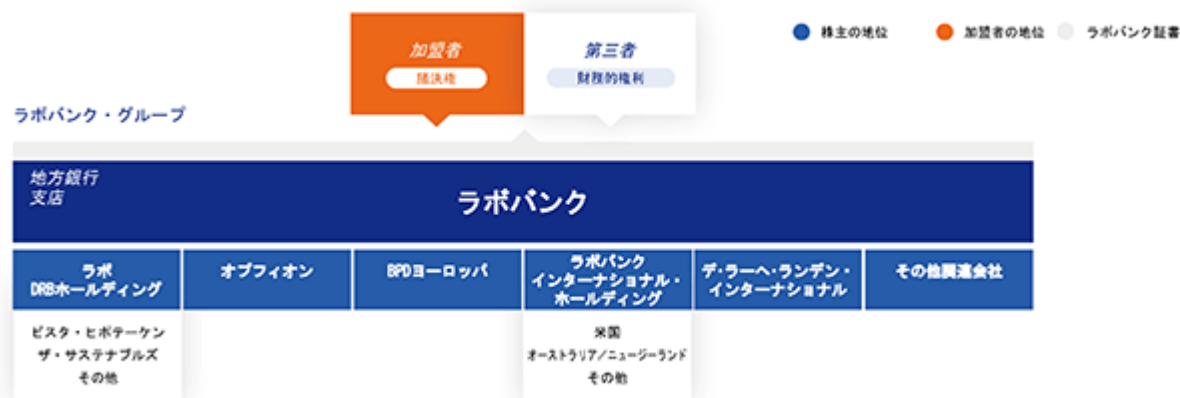 加盟者
議決権
第三者
財務的権利
株主の地位
加盟者の地位
ラボバンク証書
ラボバンク・グループ
地方銀行
支店
ラボバンク
ラボ
DRBホールディング
オブフィオン
BPDヨーロッパ
ラボバンク
インターナショナル・
ホールディング
デ・ラーヘ・ランデン・
インターナショナル
その他関連会社
ビスタ・ヒポテーケン
ザ・サステナブルズ
その他
米国
オーストラリア/ニュージーランド
その他